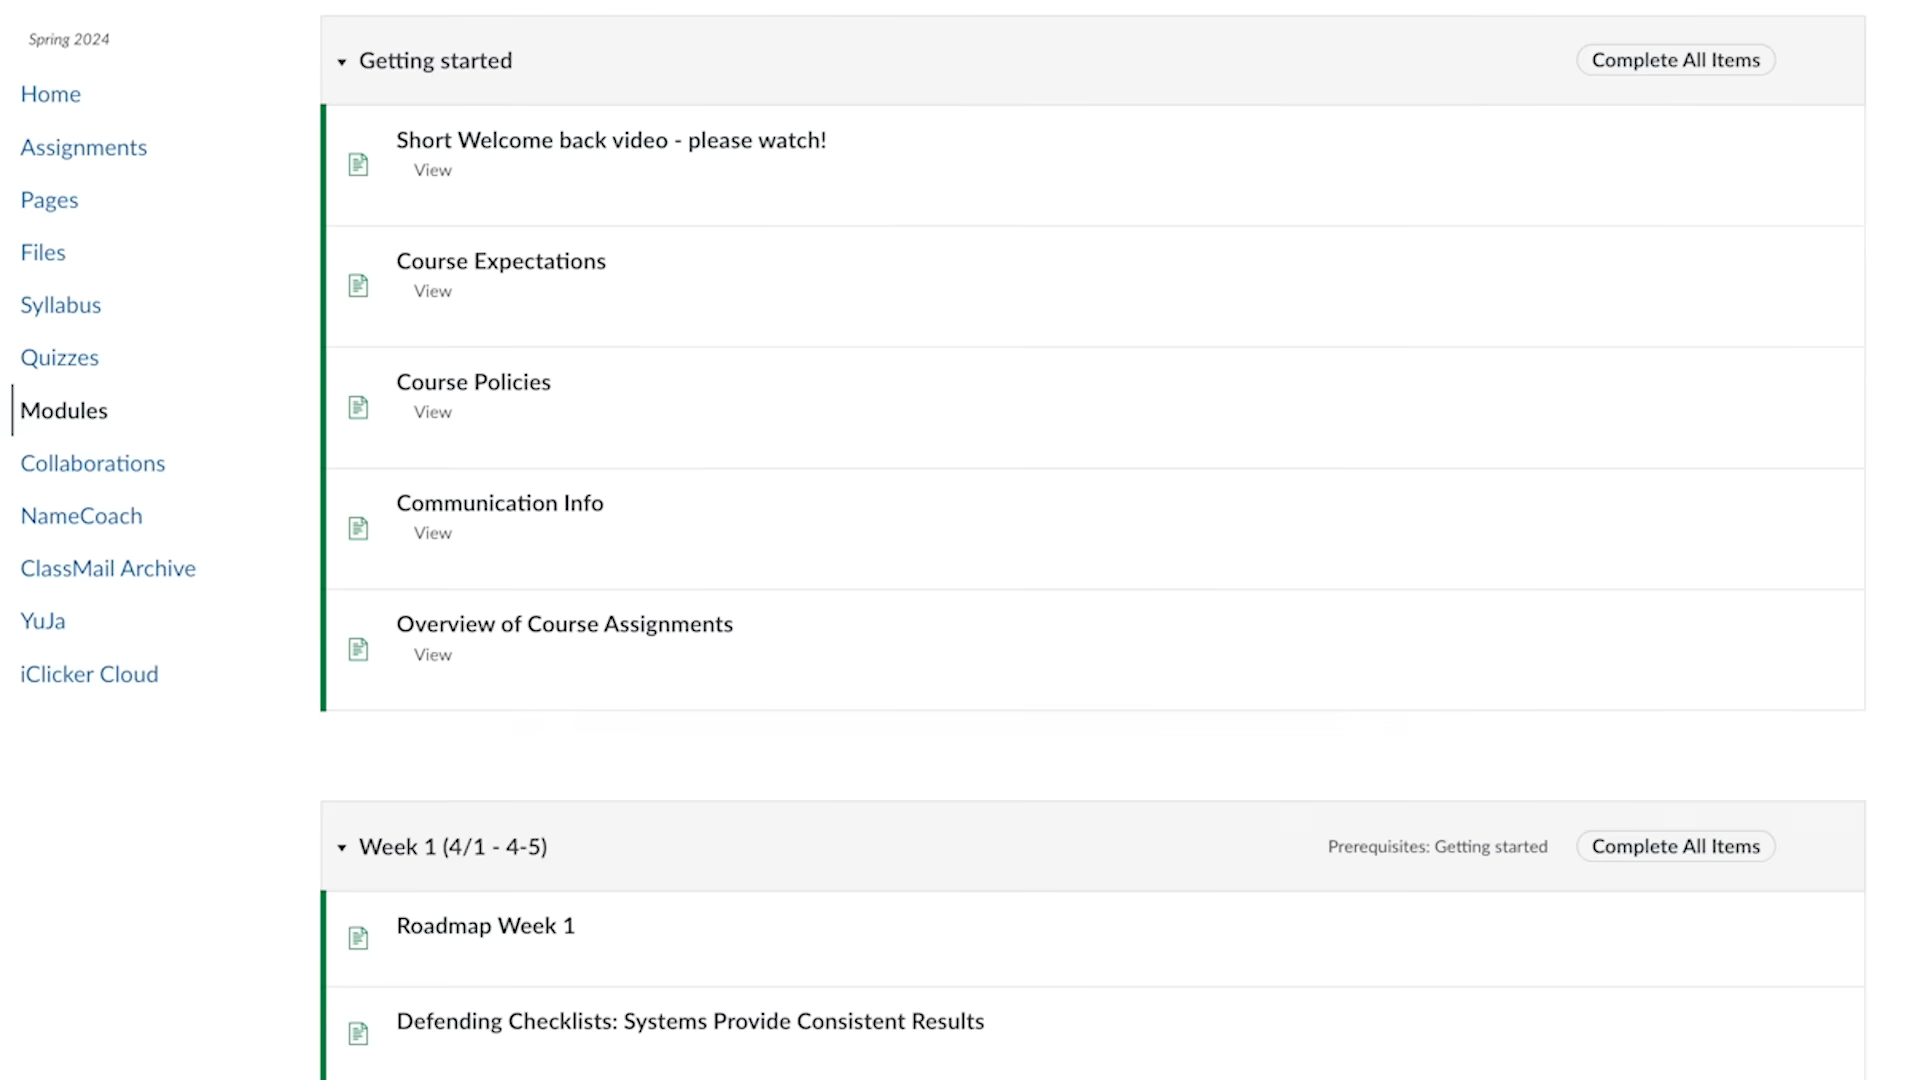 Spring 2024
Home
Assignments
Pages
Files
Syllabus
Quizzes
Modules
Collaborations
NameCoach
ClassMail Archive
YuJa
iClicker Cloud
Getting started
Complete All Items
Short Welcome back video - please watch!
View
Course Expectations
View
Course Policies
View
Communication Info
View
Overview of Course Assignments
View
Week 1 (4/1 - 4-5)
Prerequisites: Getting started
Complete All Items
Roadmap Week 1
Defending Checklists: Systems Provide Consistent Results